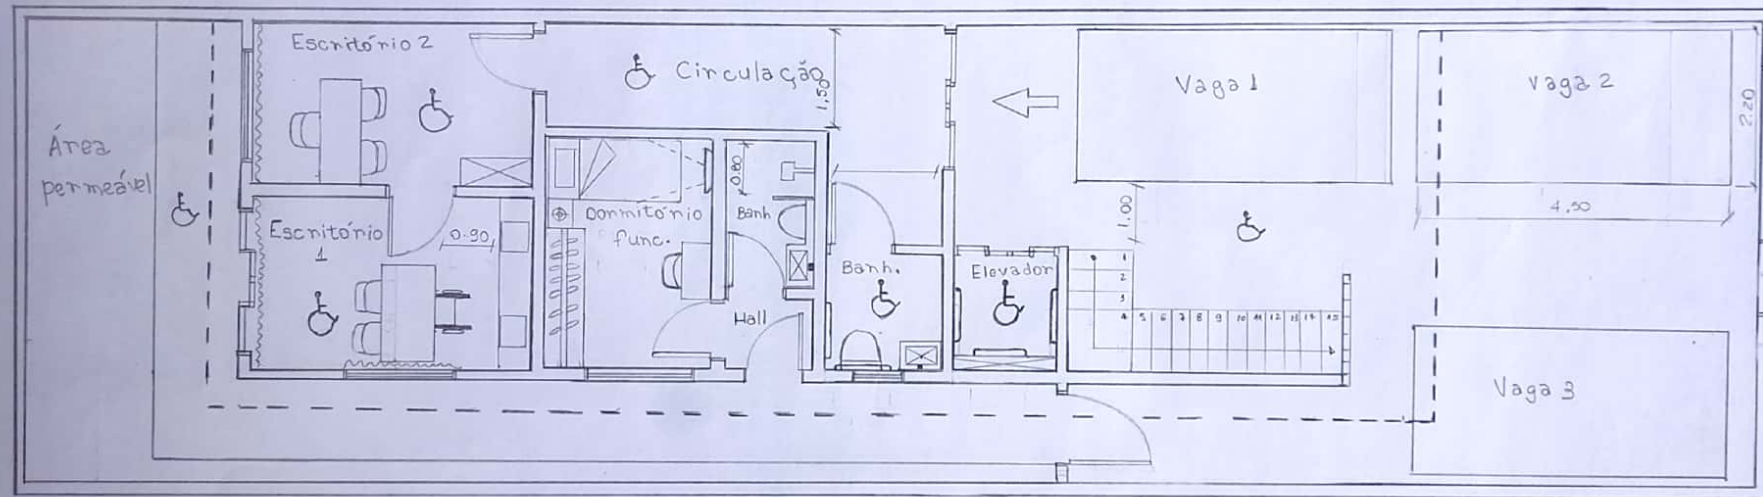 Escritório 2
Circulação
1,50
Vaga 1
Vaga 2
2.20
Área
permeável
Escritório
1
0.90
Dormitório
func.
Banh
0.80
Hall
Banh.
Elevador
1.00
4,50
1
2
3
4 5 6 7 8 9 10 11 12 13 14 15
Vaga 3